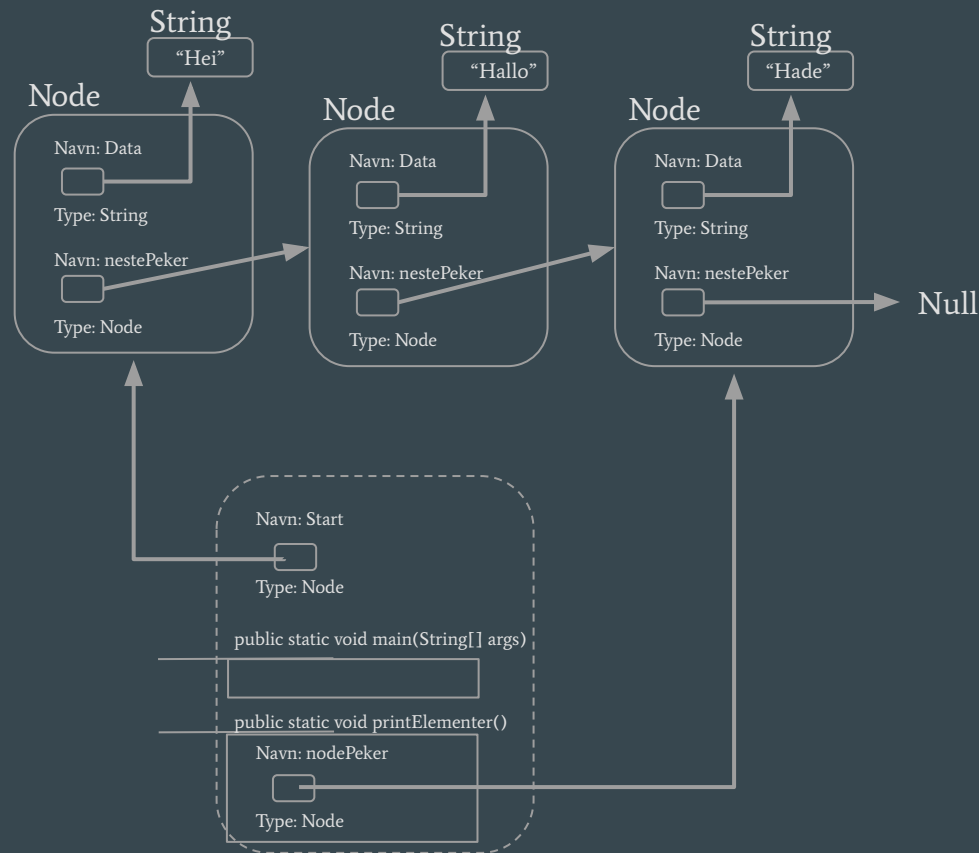 String
“Hei”
Node
Navn: Data
Type: String
Navn: nestePeker
Type: Node
String
“Hallo”
Node
Navn: Data
Type: String
Navn: nestePeker
Type: Node
String
“Hade”
Node
Navn: Data
Type: String
Navn: nestePeker
Type: Node
Null
Navn: Start
Type: Node
public static void main(String[] args)
public static void printElementer()
Navn: nodePeker
Type: Node